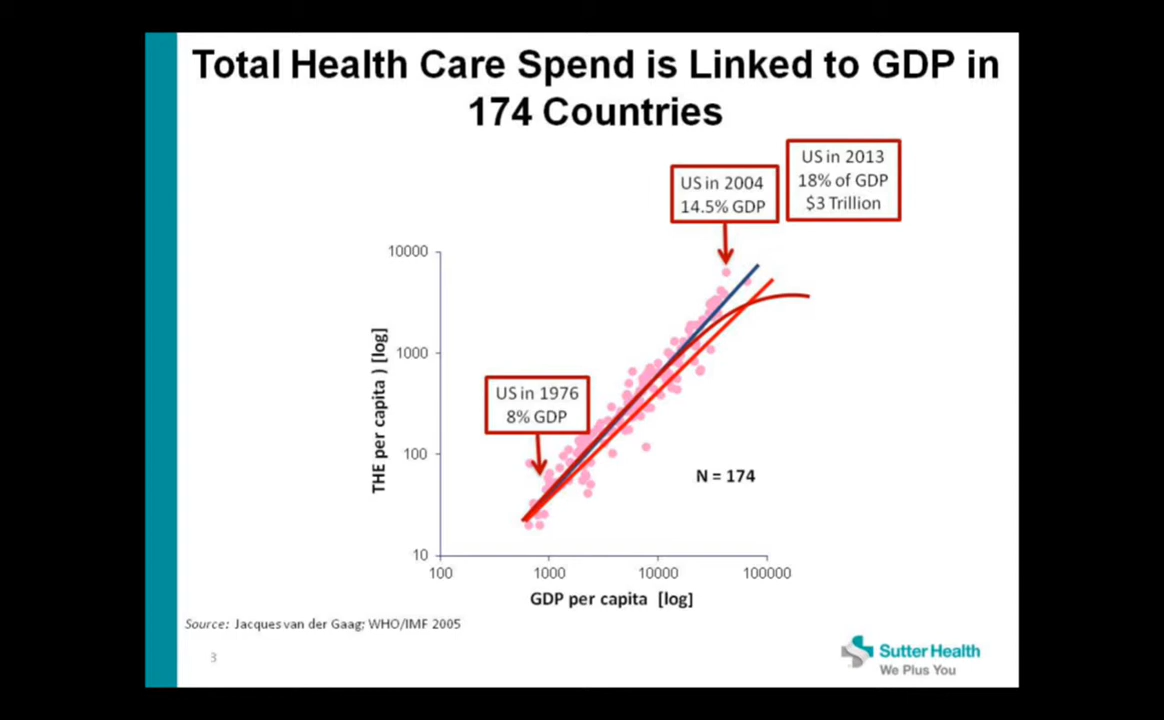 Total Health Care Spend is Linked to GDP in
174 Countries
US in 2013
18% of GDP
$3 Trillion
US in 2004
14.5% GDP
10000
1000
100
10
THE per capita ) [log]
US in 1976
8% GDP
N = 174
100
1000
10000
100000
GDP per capita [log]
Source: Jacques van der Gaag; WHO/IMF 2005
3
Sutter Health
We Plus You